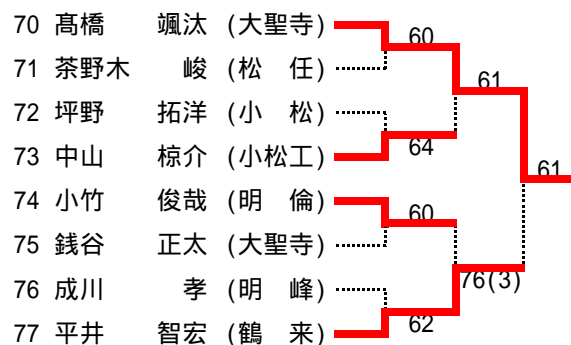 70 髙橋 颯汰 (大聖寺)
60
71 茶野木 峻 (松 任)
61
72 坪野 拓洋 (小 松)
64
73 中山 椋介 (小松工)
61
74 小竹 俊哉 (明 倫)
60
75 銭谷 正太 (大聖寺)
76(3)
76 成川 孝 (明 峰)
62
77 平井 智宏 (鶴 来)